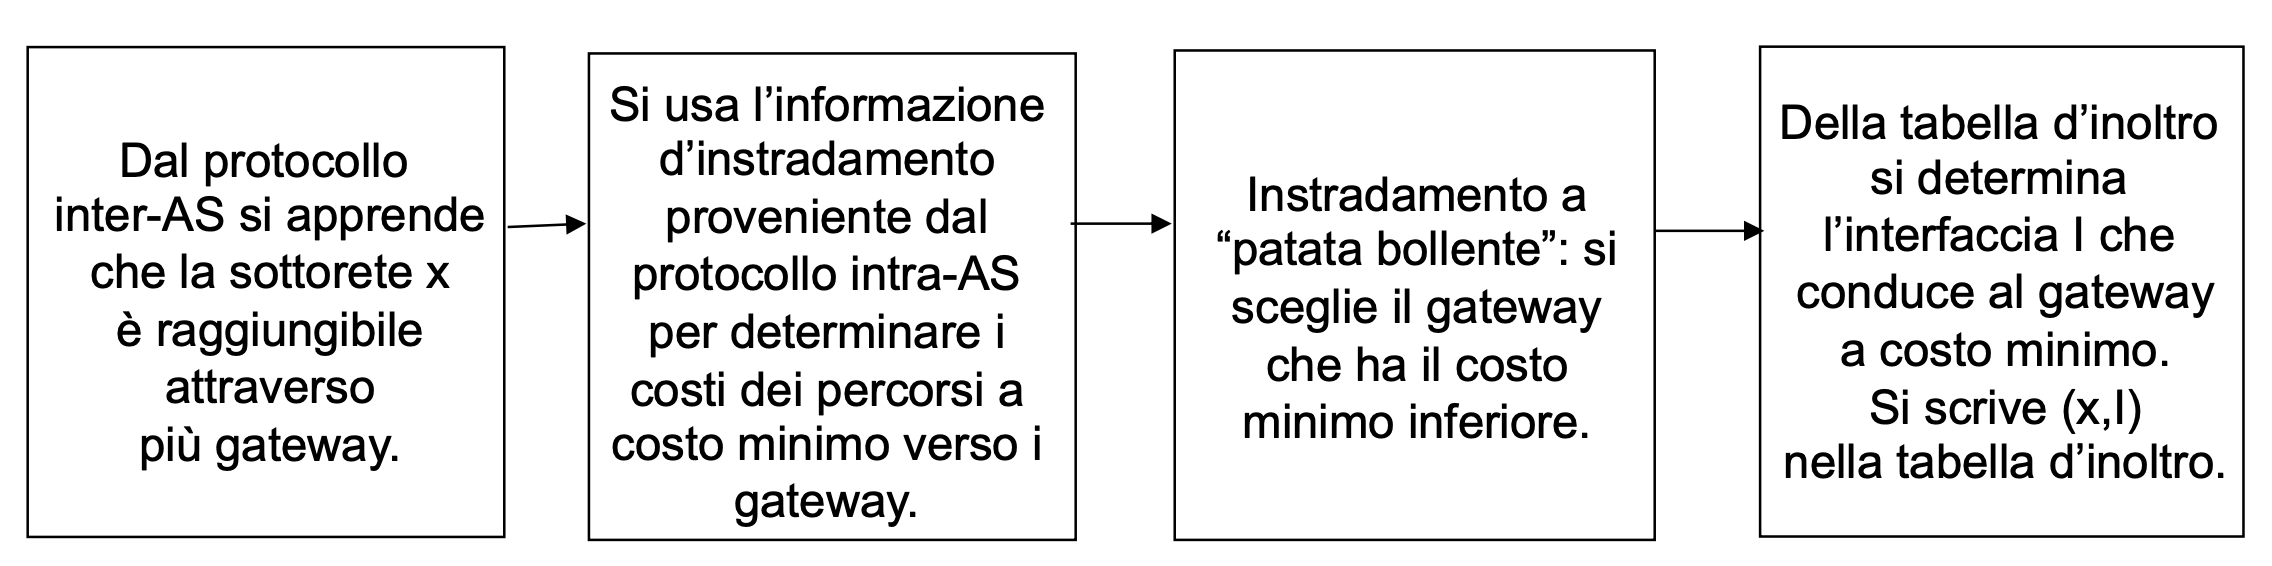 Dal protocollo
inter-AS si apprende
che la sottorete x
è raggiungibile
attraverso
più gateway.
Si usa l’informazione
d’instradamento
proveniente dal
protocollo intra-AS
per determinare i
costi dei percorsi a
costo minimo verso i
gateway.
Instradamento a
“patata bollente”: si
sceglie il gateway
che ha il costo
minimo inferiore.
Della tabella d’inoltro
si determina
l’interfaccia I che
conduce al gateway
a costo minimo.
Si scrive (x,I)
nella tabella d’inoltro.